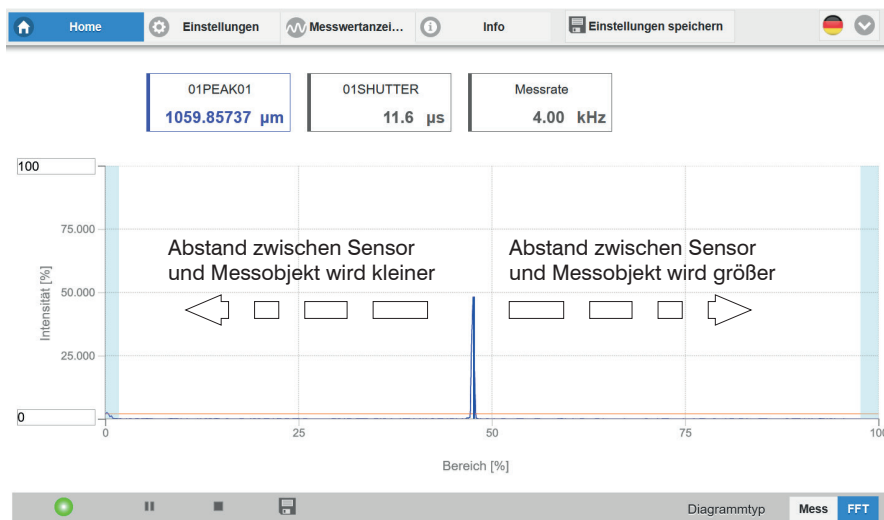 Home
Einstellungen
Messwertanzei...
Info
Einstellungen speichern
01PEAK01
1059.85737 µm
01SHUTTER
11.6 µs
Messrate
4.00 kHz
100
75.000
50.000
25.000
0
Intensität [%]
Abstand zwischen Sensor
und Messobjekt wird kleiner
Abstand zwischen Sensor
und Messobjekt wird größer
0
25
50
75
100
Bereich [%]
Diagrammtyp
Mess
FFT